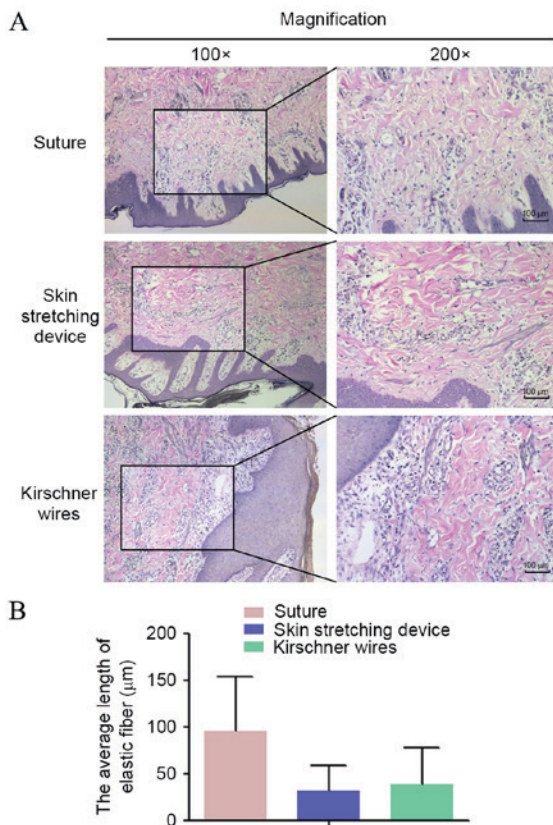 A
Magnification
100×
200×
Suture
100 µm
Skin
stretching
device
100 µm
Kirschner
wires
100 µm
B
Suture
Skin stretching device
Kirschner wires
The average length of
elastic fiber (µm)
200
150
100
50
0